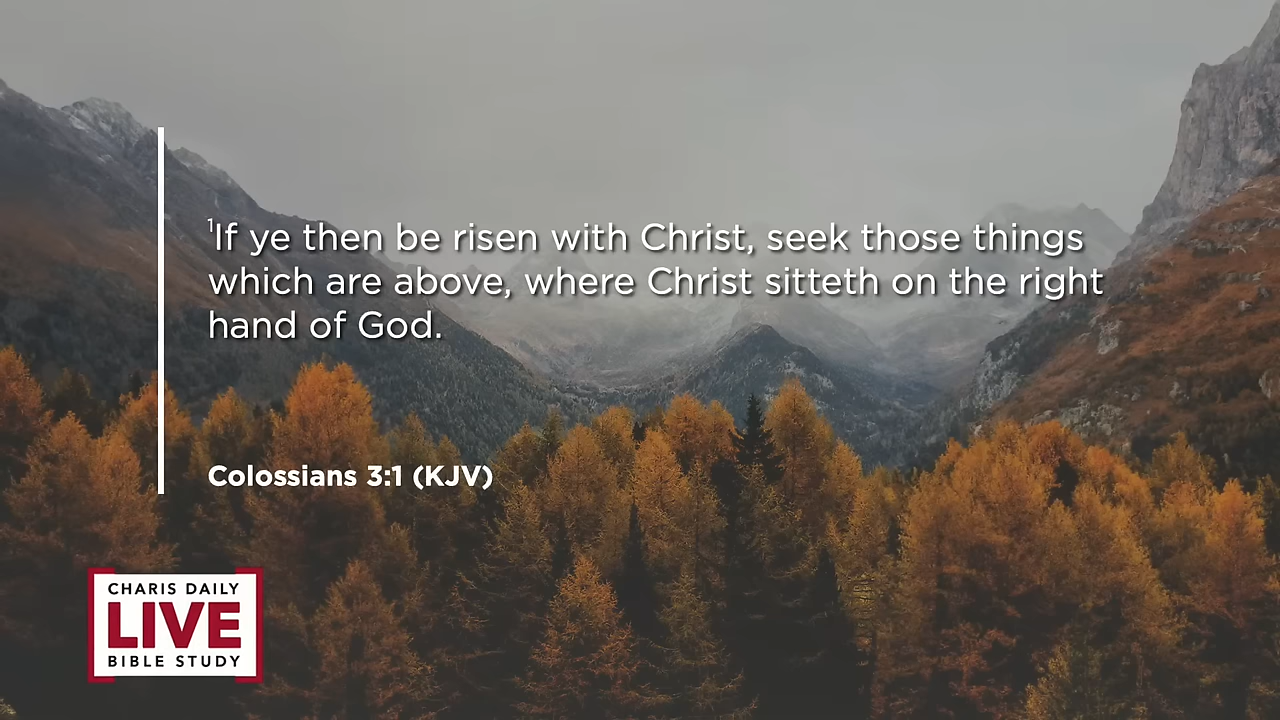 ¹If ye then be risen with Christ, seek those things
which are above, where Christ sitteth on the right
hand of God.
Colossians 3:1 (KJV)
CHARIS DAILY
LIVE
BIBLE STUDY